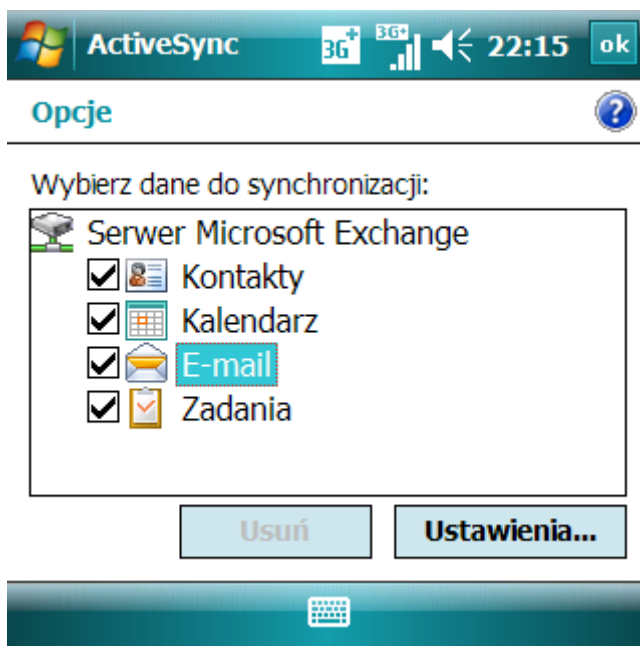 ActiveSync 3G+ 3G+ 22:15 ok
Opcje ?
Wybierz dane do synchronizacji:
Serwer Microsoft Exchange
Kontakty
Kalendarz
E-mail
Zadania
Usuń Ustawienia...